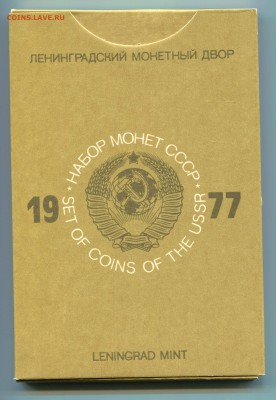 COINS.LAVE.RU
ЛЕНИНГРАДСКИЙ МОНЕТНЫЙ ДВОР
НАБОР МОНЕТ СССР
19 77
SET OF COINS OF THE USSR
LENINGRAD MINT